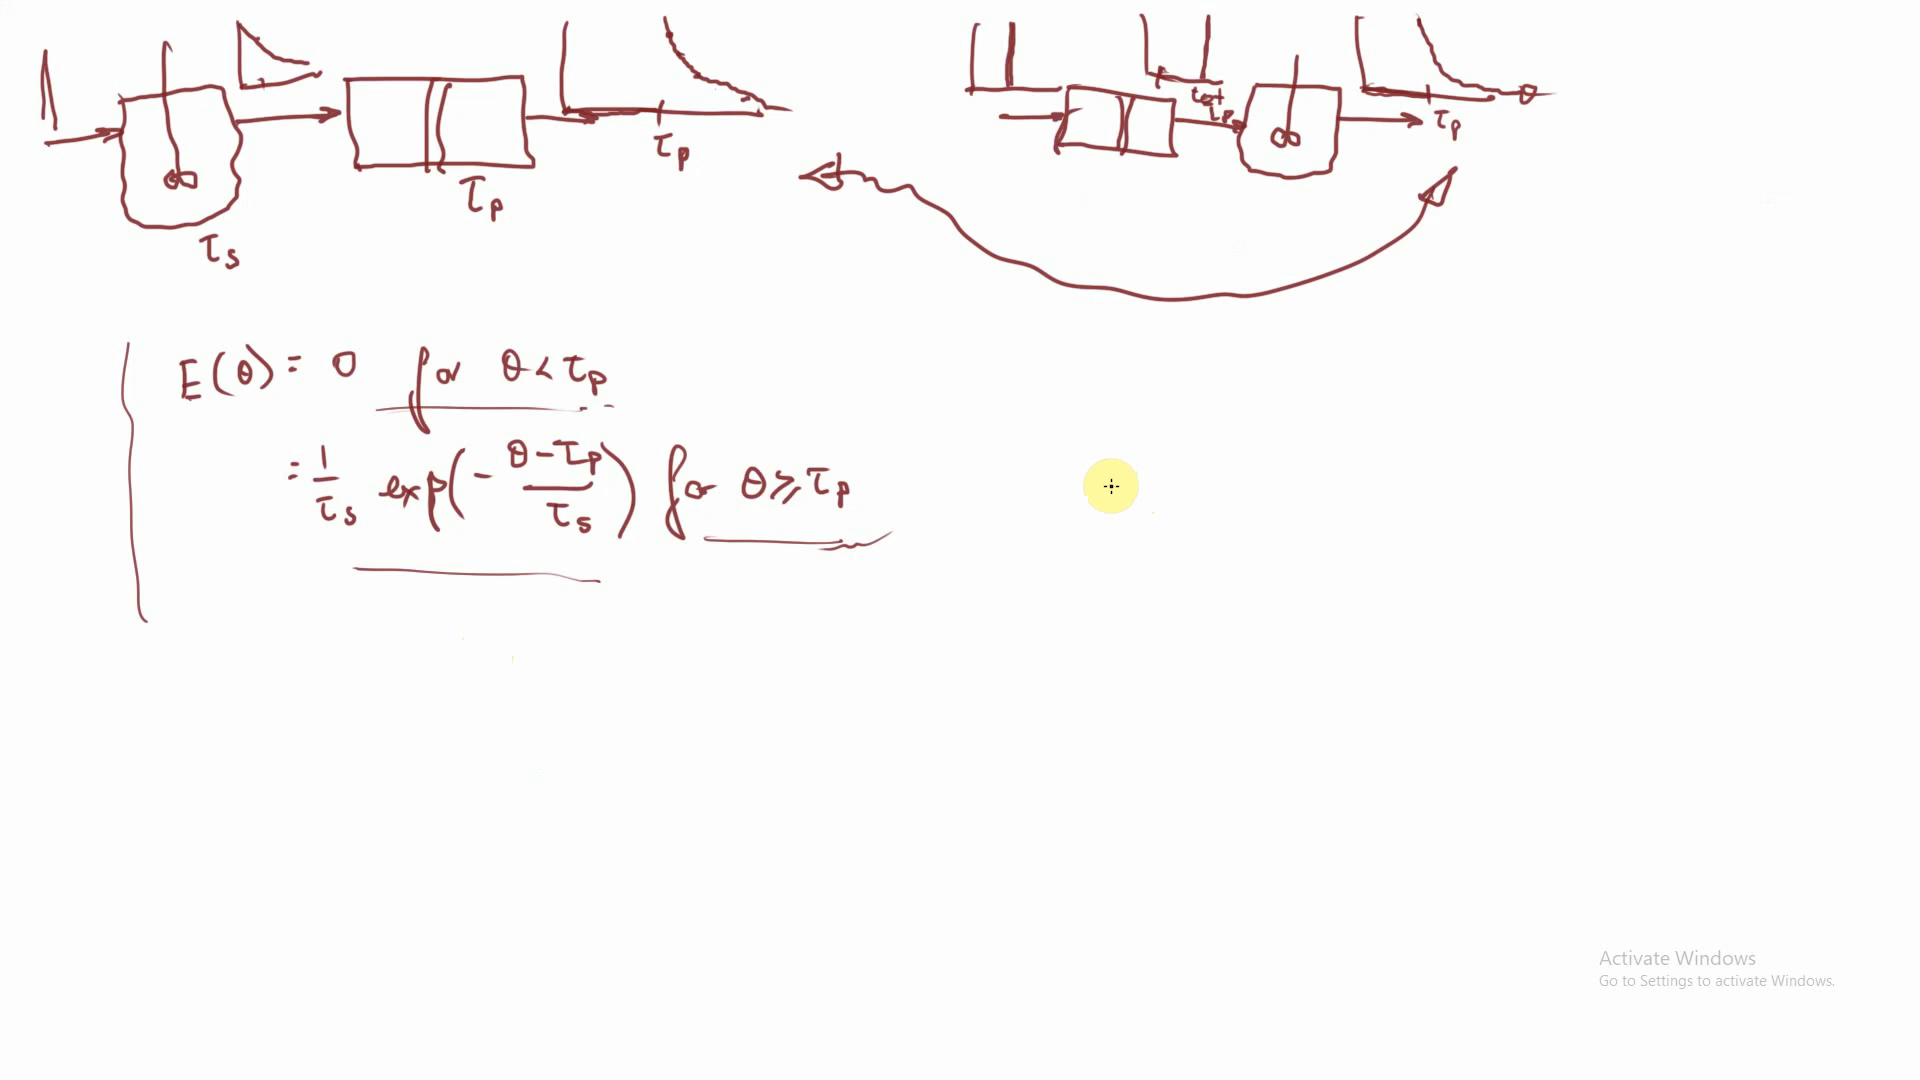 τp
τs
τp
t=t
τp
τp
E(θ) = 0 for θ < τp
= 1/τs exp(- (θ-τp)/τs) for θ ≥ τp
Activate Windows
Go to Settings to activate Windows.